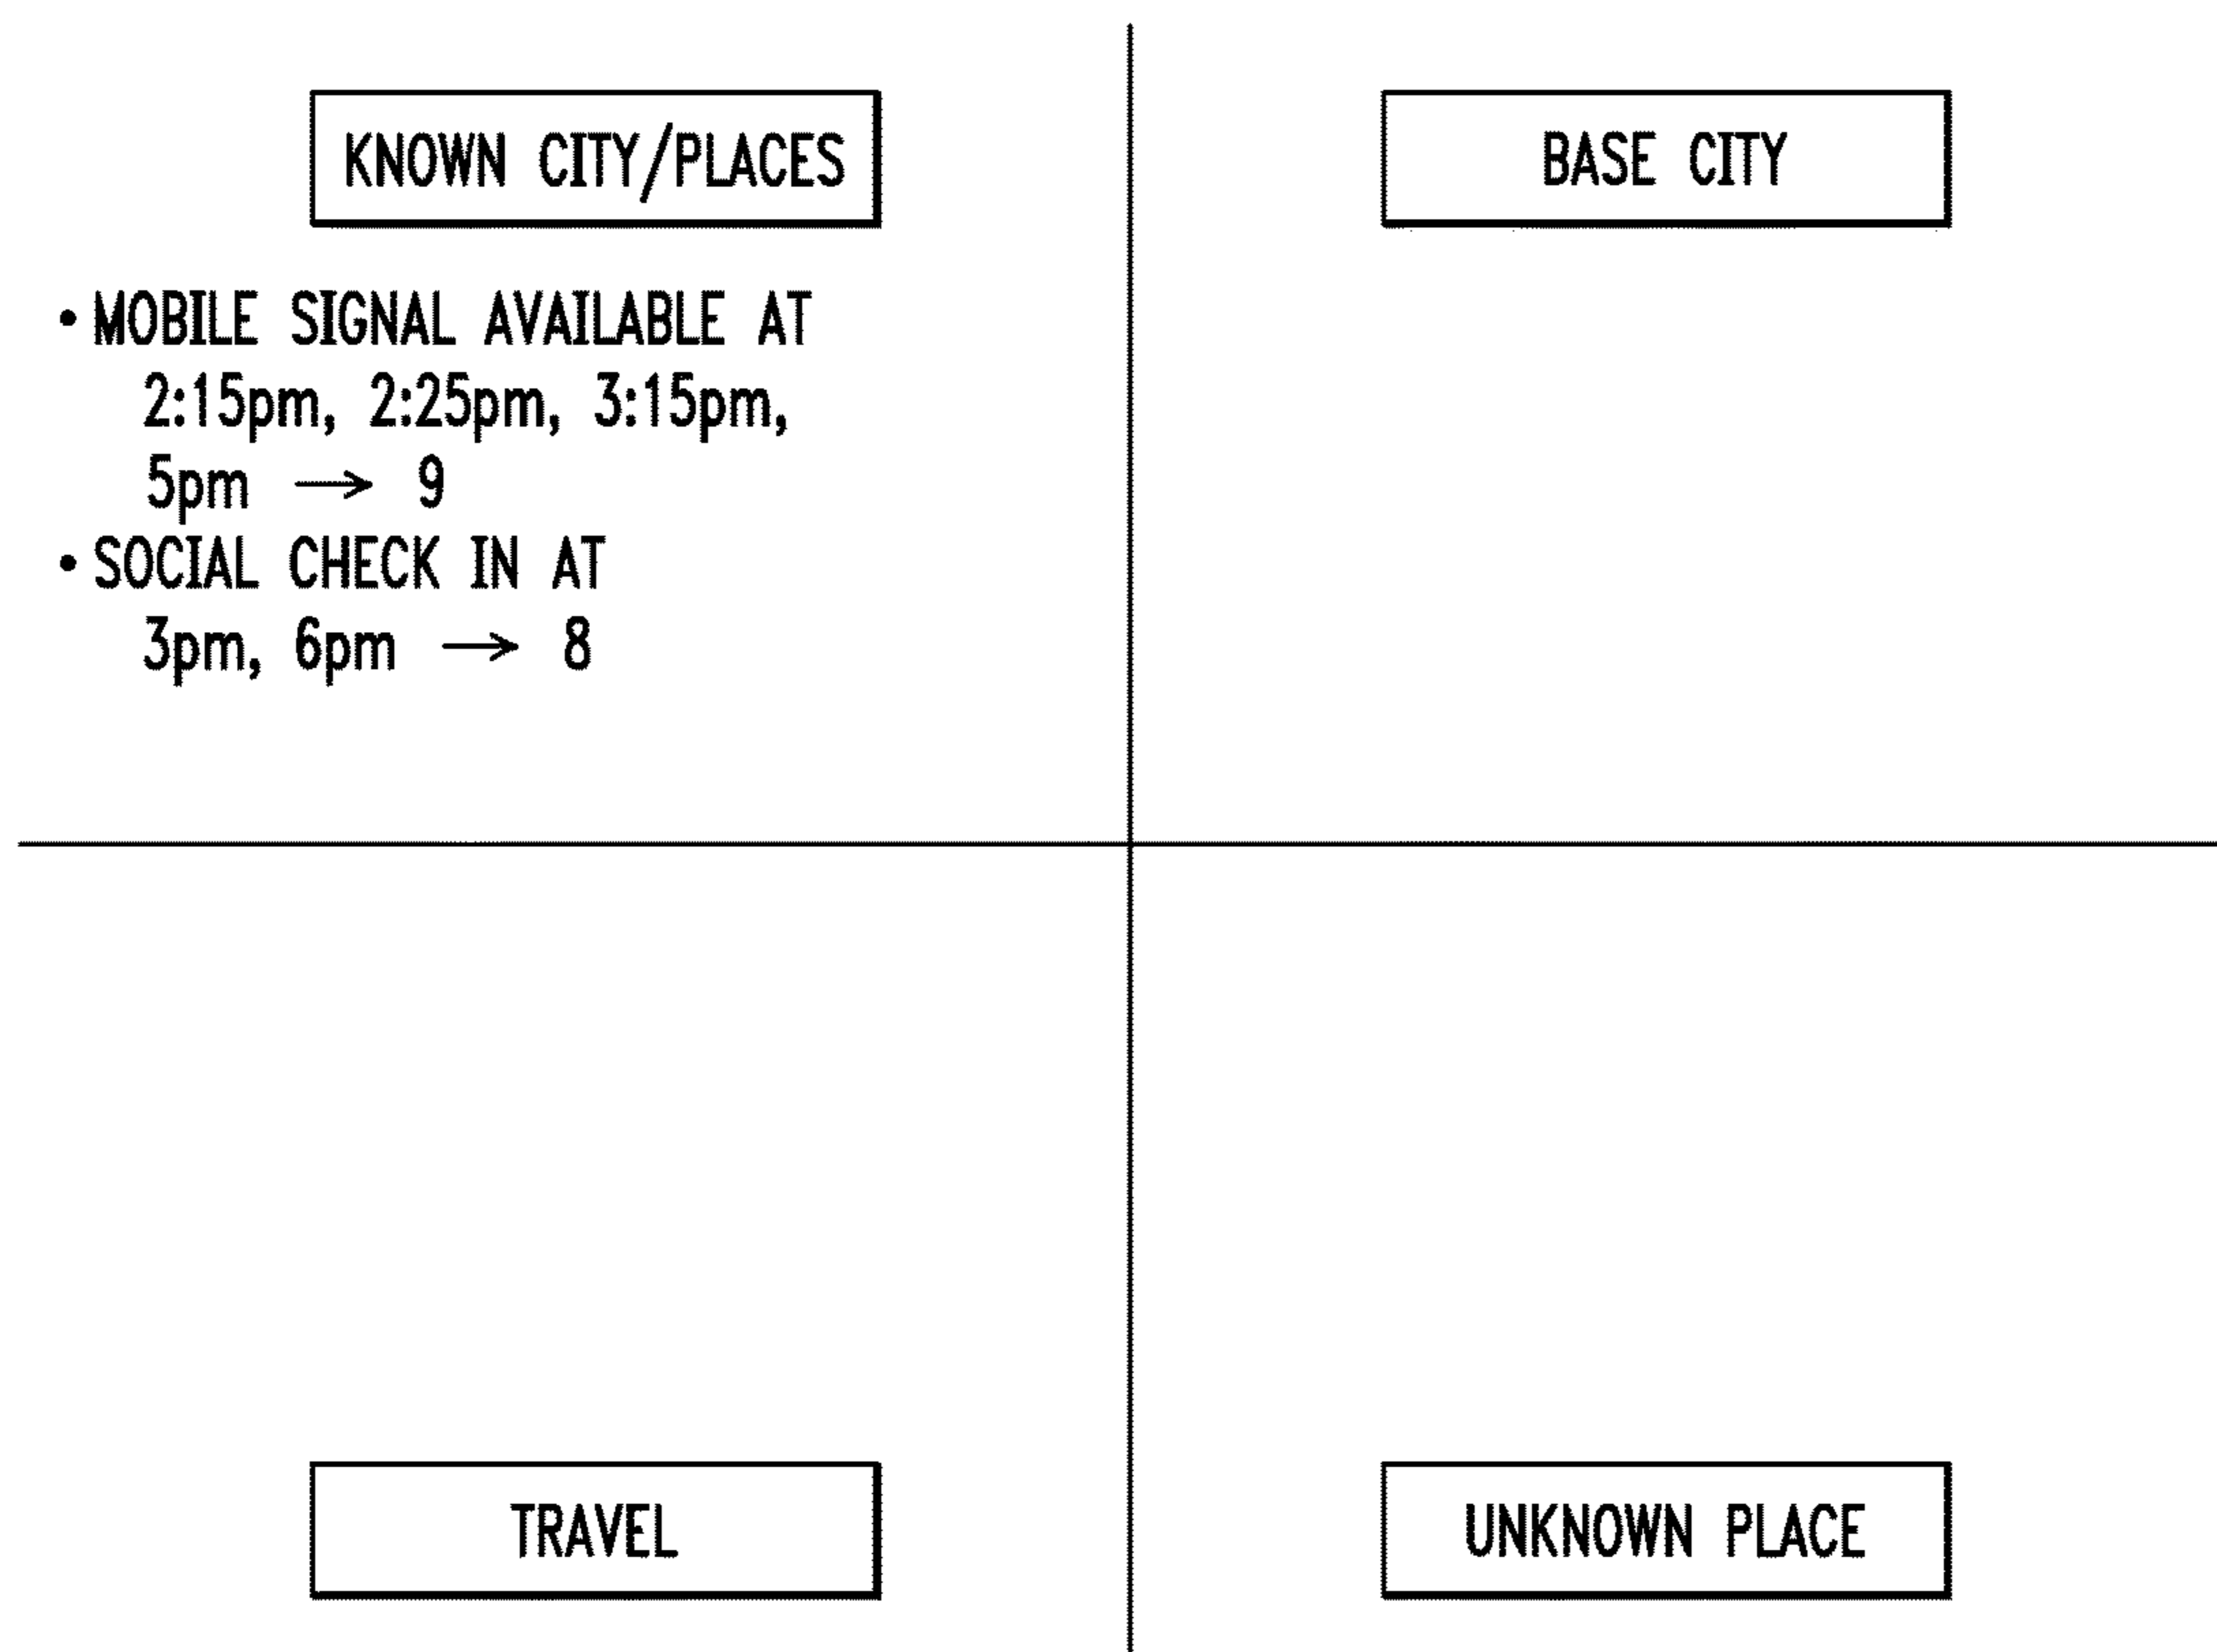 KNOWN CITY/PLACES
• MOBILE SIGNAL AVAILABLE AT
2:15pm, 2:25pm, 3:15pm,
5pm → 9
• SOCIAL CHECK IN AT
3pm, 6pm → 8
BASE CITY
TRAVEL
UNKNOWN PLACE